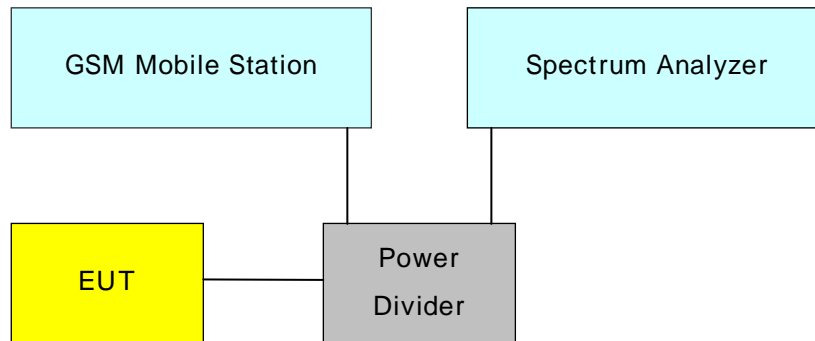 GSM Mobile Station
Spectrum Analyzer
EUT
Power
Divider